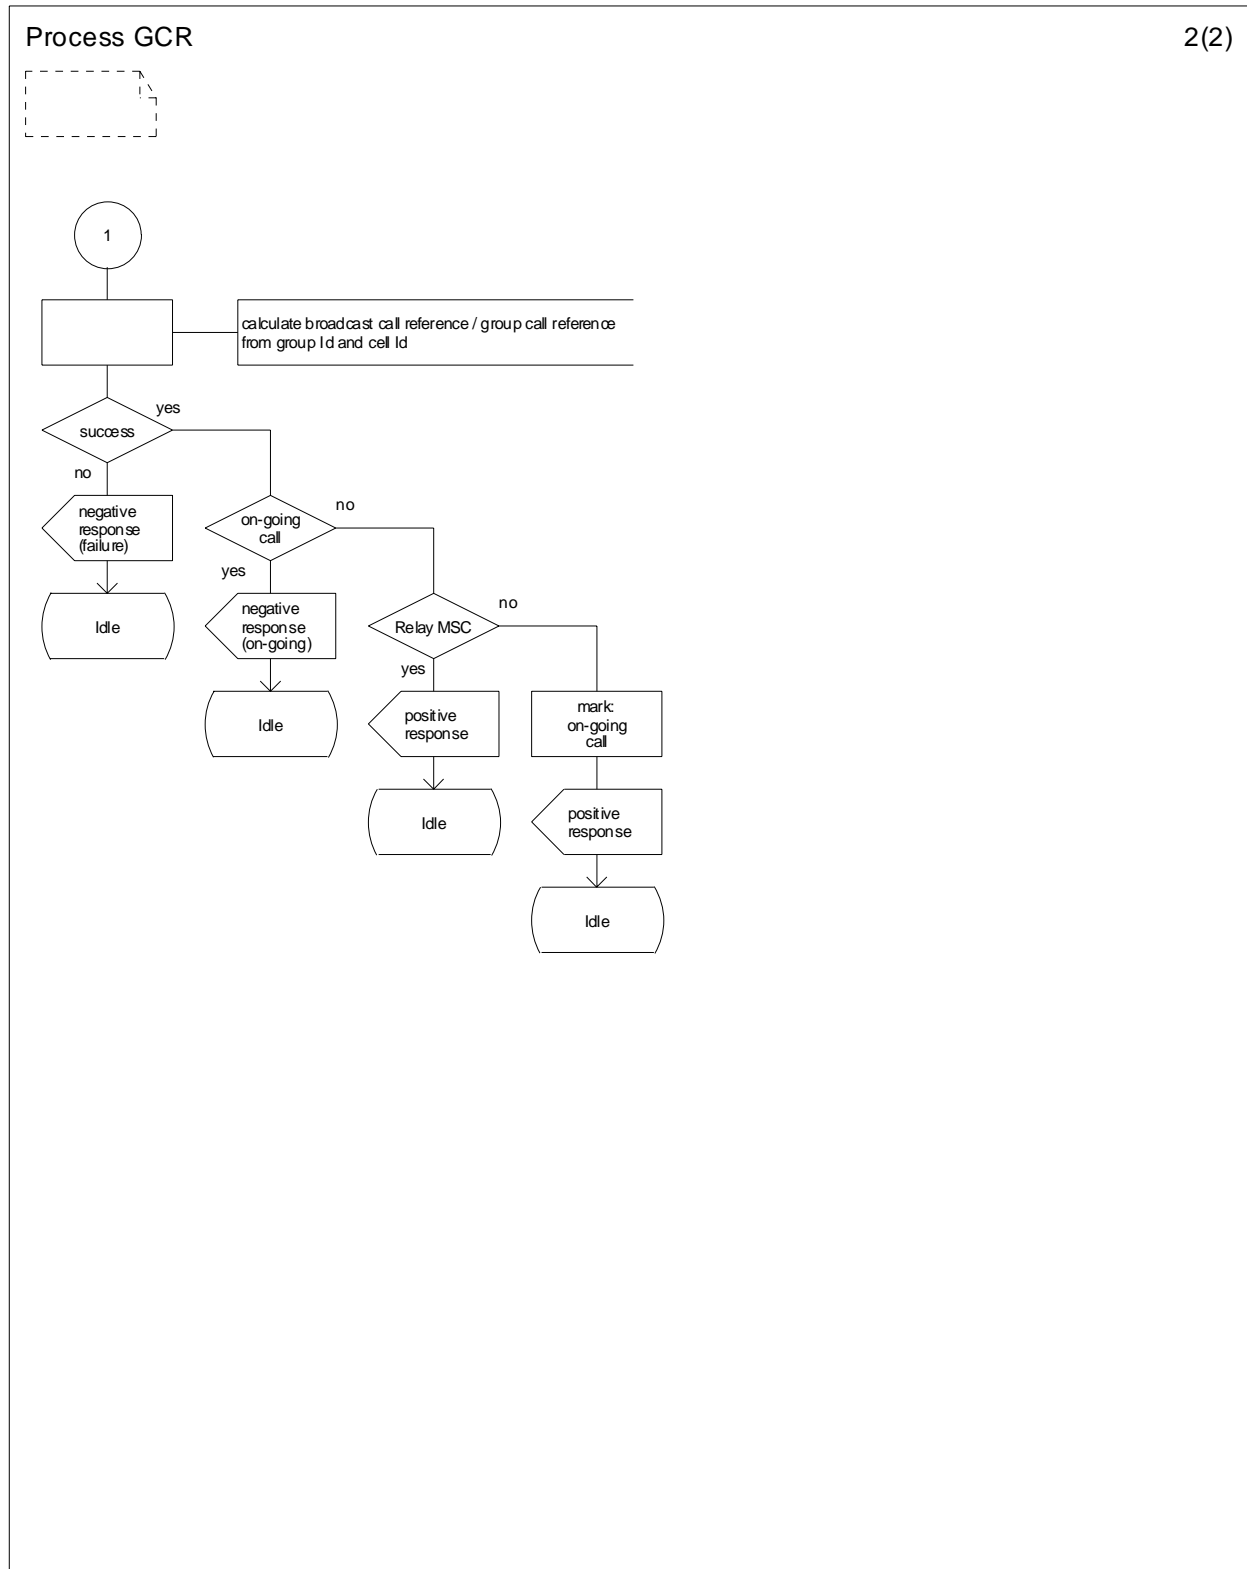 Process GCR
2(2)
1
calculate broadcast call reference / group call reference
from group Id and cell Id
yes
success
no
negative
response
(failure)
Idle
no
on-going
call
yes
negative
response
(on-going)
Idle
no
Relay MSC
yes
positive
response
Idle
mark:
on-going
call
positive
response
Idle